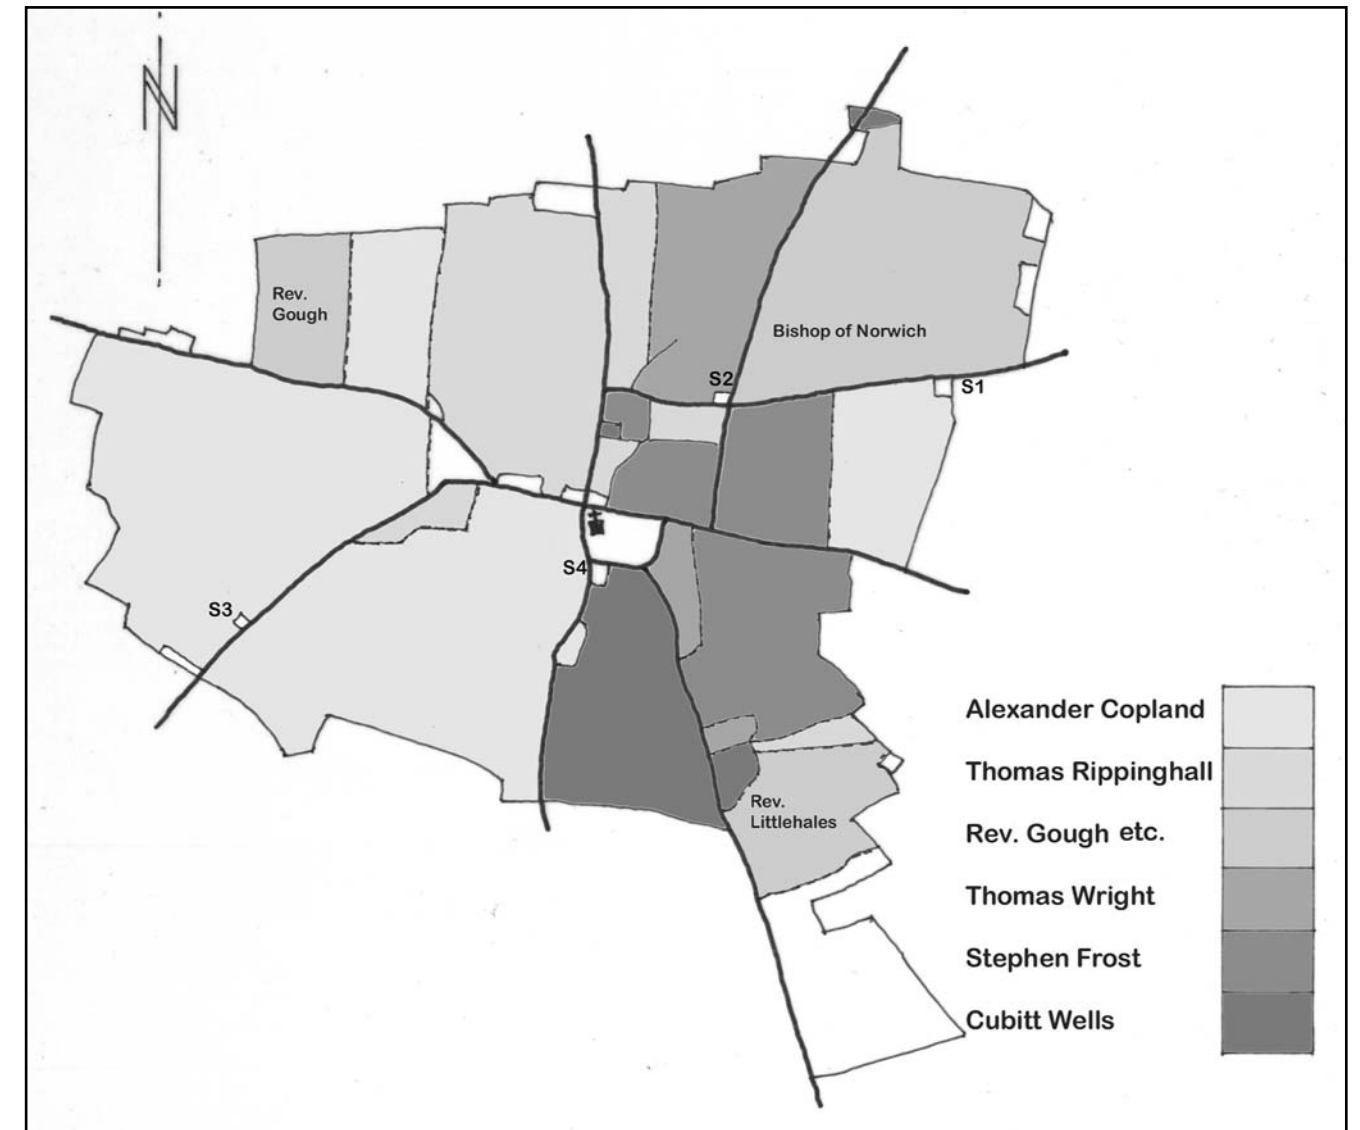 N
Rev.
Gough
Bishop of Norwich
S2
S1
S4
S3
Alexander Copland
Thomas Rippinghall
Rev.
Littlehales
Rev. Gough etc.
Thomas Wright
Stephen Frost
Cubitt Wells